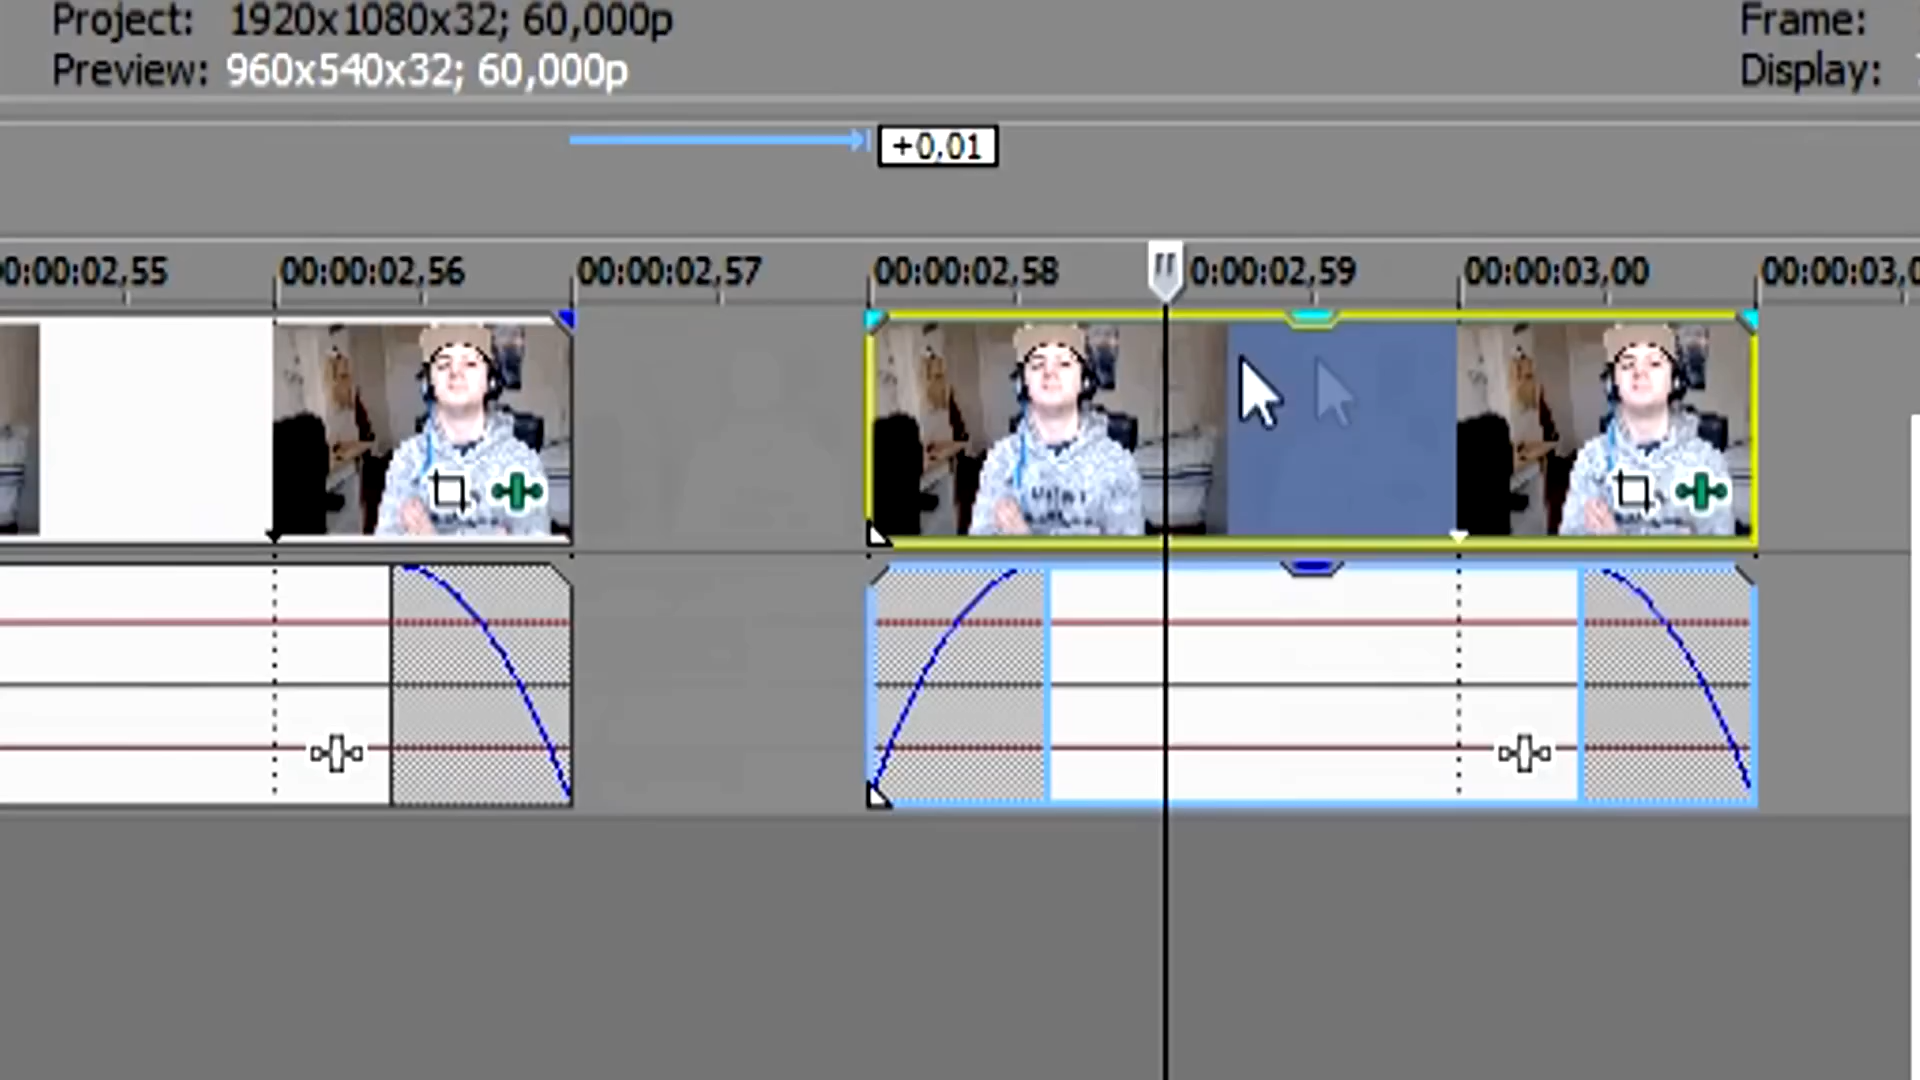 Project: 1920x1080x32; 60,000p
Frame:
Preview: 960x540x32; 60,000p
Display:
+0,01
0:00:02,55 00:00:02,56 00:00:02,57 00:00:02,58 0:00:02,59 00:00:03,00 00:00:03,0